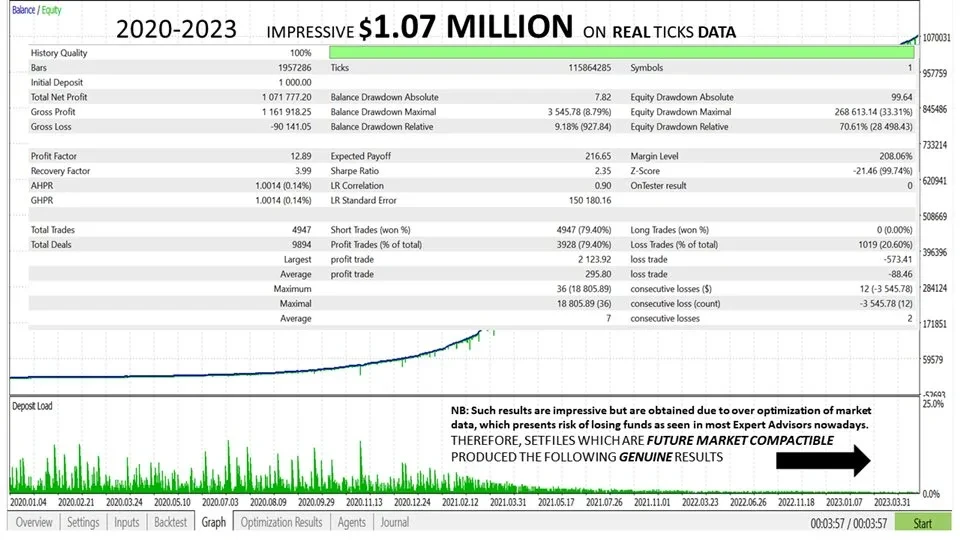 Balance / Equity
2020-2023 IMPRESSIVE $1.07 MILLION ON REAL TICKS DATA
1070031
History Quality 100%
Bars 1957286 Ticks 115864285 Symbols 1
957759
Initial Deposit 1 000.00
Total Net Profit 1 071 777.20 Balance Drawdown Absolute 7.82 Equity Drawdown Absolute 99.64
845486
Gross Profit 1 161 918.25 Balance Drawdown Maximal 3 545.78 (8.79%) Equity Drawdown Maximal 268 613.14 (33.31%)
Gross Loss -90 141.05 Balance Drawdown Relative 9.18% (927.84) Equity Drawdown Relative 70.61% (28 498.43)
733214
Profit Factor 12.89 Expected Payoff 216.65 Margin Level 208.06%
Recovery Factor 3.99 Sharpe Ratio 2.35 Z-Score -21.46 (99.74%)
620941
AHPR 1.0014 (0.14%) LR Correlation 0.90 OnTester result 0
GHPR 1.0014 (0.14%) LR Standard Error 150 180.16
508669
Total Trades 4947 Short Trades (won %) 4947 (79.40%) Long Trades (won %) 0 (0.00%)
Total Deals 9894 Profit Trades (% of total) 3928 (79.40%) Loss Trades (% of total) 1019 (20.60%)
396396
Largest profit trade 2 123.92 loss trade -573.41
Average profit trade 295.80 loss trade -88.46
Maximum 36 (18 805.89) consecutive losses ($) 12 (-3 545.78)
284124
Maximal 18 805.89 (36) consecutive loss (count) -3 545.78 (12)
Average 7 consecutive losses 2
171851
59579
-52693
Deposit Load
25.0%
NB: Such results are impressive but are obtained due to over optimization of market
data, which presents risk of losing funds as seen in most Expert Advisors nowadays.
THEREFORE, SETFILES WHICH ARE FUTURE MARKET COMPACTIBLE
PRODUCED THE FOLLOWING GENUINE RESULTS
0.0%
2020.01.04 2020.02.21 2020.03.24 2020.05.10 2020.07.03 2020.08.09 2020.09.29 2020.11.13 2020.12.24 2021.02.12 2021.03.31 2021.05.17 2021.07.26 2021.11.11 2022.03.23 2022.06.26 2022.11.18 2023.01.07 2023.03.31
Overview Settings Inputs Backtest Graph Optimization Results Agents Journal 00:03:57 / 00:03:57 Start